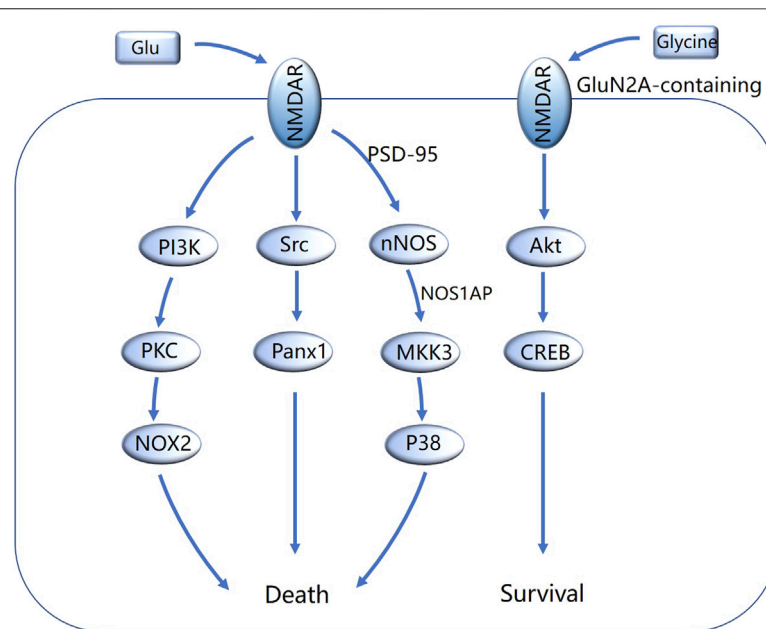 Glu
Glycine
NMDAR
NMDAR
GluN2A-containing
PSD-95
PI3K
Src
nNOS
Akt
NOS1AP
PKC
Panx1
MKK3
CREB
NOX2
P38
Death
Survival